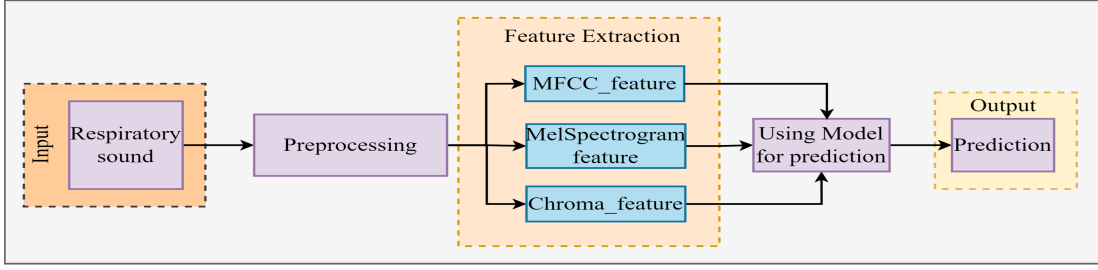 Input
Respiratory
sound
Preprocessing
Feature Extraction
MFCC_feature
MelSpectrogram
feature
Chroma_feature
Using Model
for prediction
Output
Prediction